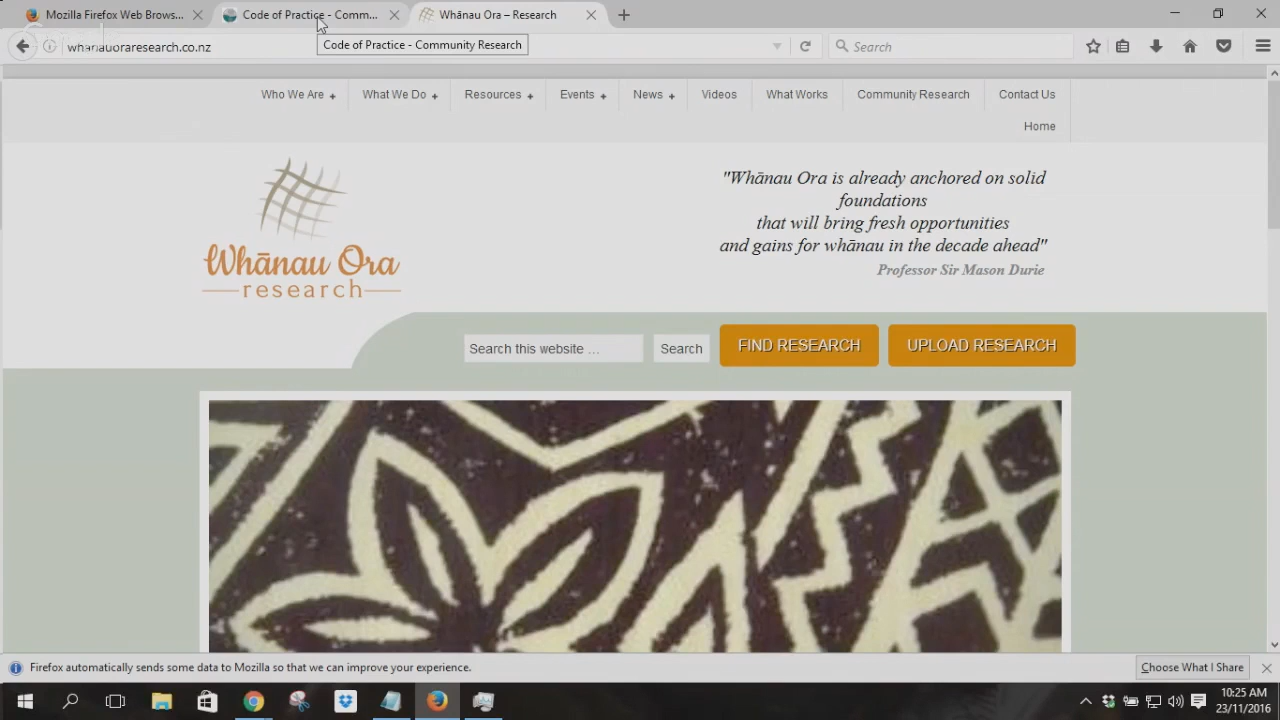 Mozilla Firefox Web Brows...
Code of Practice - Comm...
Whānau Ora – Research
whanauoraresearch.co.nz
Code of Practice - Community Research
Search
Who We Are +
What We Do +
Resources +
Events +
News +
Videos
What Works
Community Research
Contact Us
Home
"Whānau Ora is already anchored on solid
foundations
that will bring fresh opportunities
and gains for whānau in the decade ahead"
Professor Sir Mason Durie
Whānau Ora
research
Search this website ...
Search
FIND RESEARCH
UPLOAD RESEARCH
Firefox automatically sends some data to Mozilla so that we can improve your experience.
Choose What I Share
10:25 AM
23/11/2016